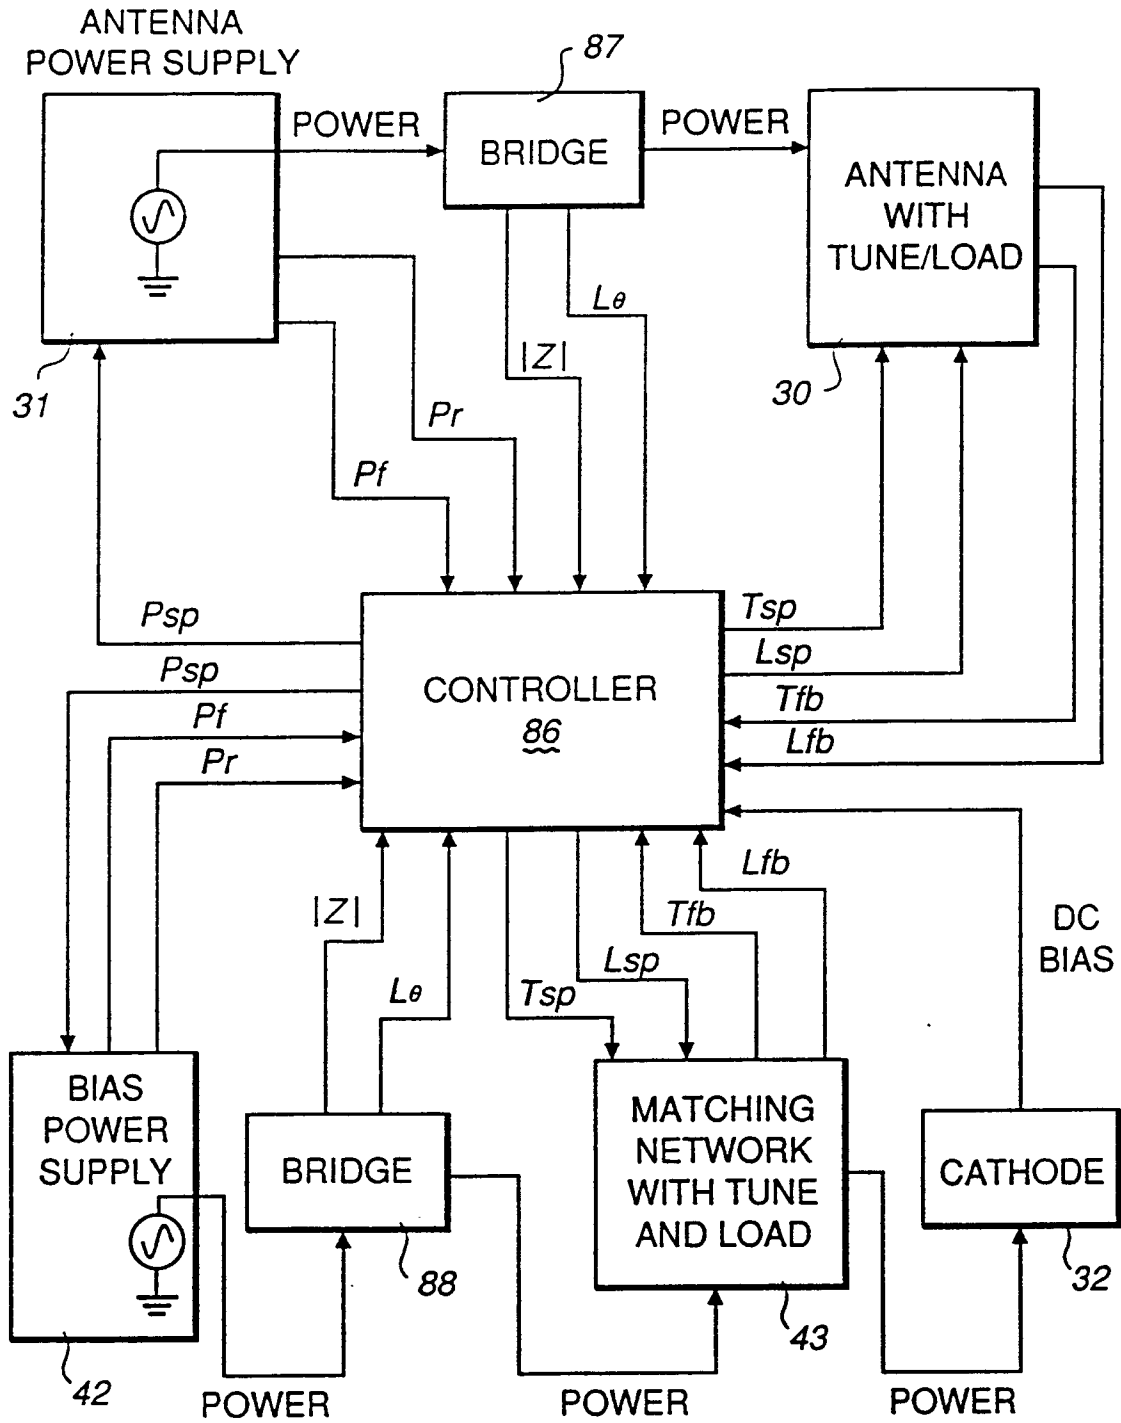 ANTENNA
POWER SUPPLY
87
POWER
BRIDGE
POWER
ANTENNA
WITH
TUNE/LOAD
Lθ
|Z|
31
30
Pr
Pf
Psp
Tsp
Psp
Lsp
CONTROLLER
86
Pf
Tfb
Pr
Lfb
Lfb
|Z|
Tfb
DC
BIAS
Lsp
Lθ
Tsp
BIAS
POWER
SUPPLY
BRIDGE
MATCHING
NETWORK
WITH TUNE
AND LOAD
CATHODE
88
32
43
42
POWER
POWER
POWER